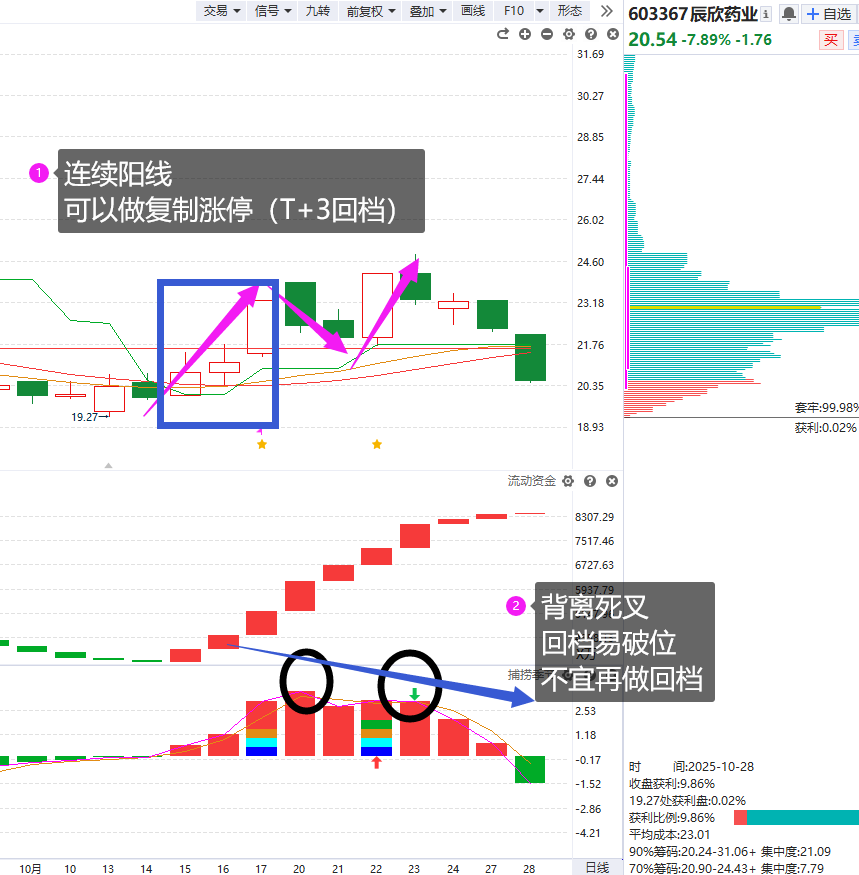 交易 信号 九转 前复权 叠加 画线 F10 形态
603367辰欣药业
自选
20.54 -7.89% -1.76
买
31.69
30.27
28.85
27.44
26.02
24.60
23.18
21.76
20.35
18.93
1
连续阳线
可以做复制涨停（T+3回档）
19.27
套牢:99.98%
获利:0.02%
流动资金
8307.29
7517.46
6727.63
5937.79
2
背离死叉
回档易破位
不宜再做回档
2.53
1.18
-0.17
-1.52
-2.86
-4.21
时 间:2025-10-28
收盘获利:9.86%
19.27处获利盘:0.02%
获利比例:9.86%
平均成本:23.01
90%筹码:20.24-31.06+ 集中度:21.09
70%筹码:20.90-24.43+ 集中度:7.79
10月 10 13 14 15 16 17 20 21 22 23 24 27 28 日线